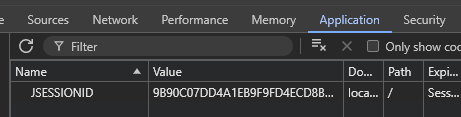 Sources Network Performance Memory Application Security
Filter Only show coo
Name Value Do... Path Expi...
JSESSIONID 9B90C07DD4A1EB9F9FD4ECD8B... loca... / Sess...